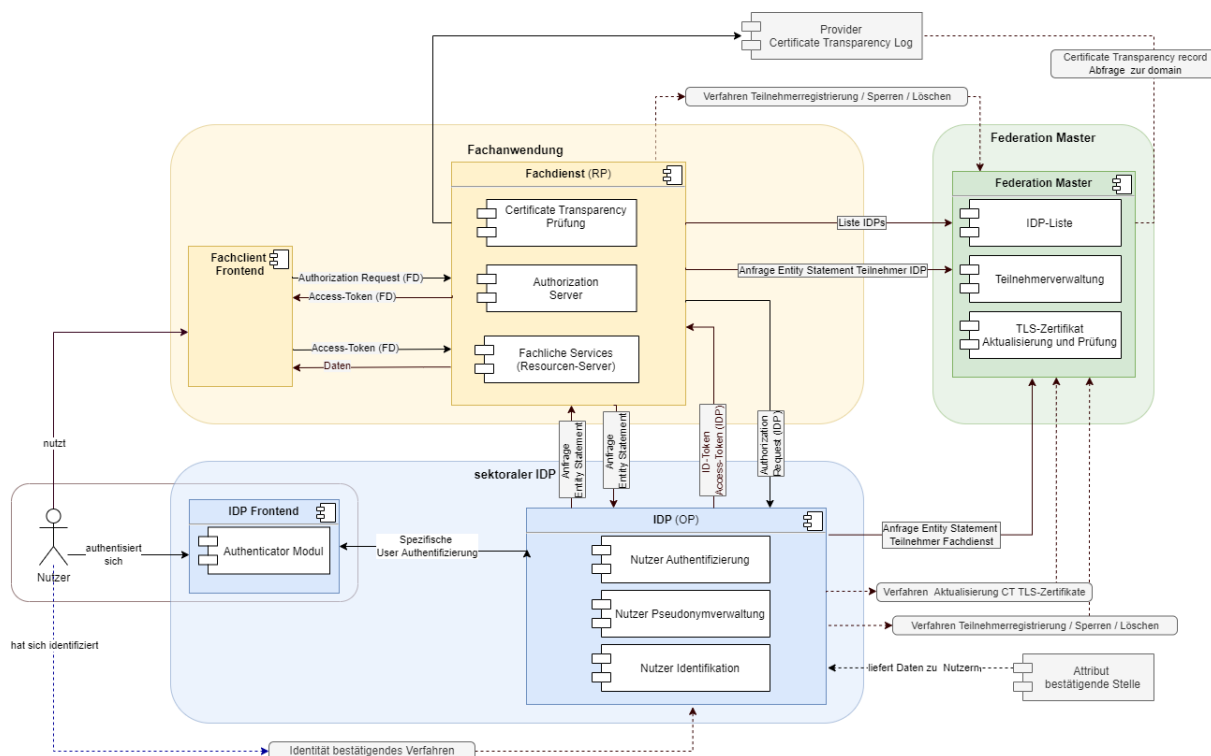 Provider
Certificate Transparency Log
Certificate Transparency record
Abfrage zur domain
Verfahren Teilnehmerregistrierung / Sperren / Löschen
Fachanwendung
Federation Master
Fachdienst (RP)
Federation Master
Certificate Transparency
Prüfung
Liste IDPs
IDP-Liste
Fachclient
Frontend
Authorization Request (FD)
Anfrage Entity Statement Teilnehmer IDP
Authorization
Server
Teilnehmerverwaltung
Access-Token (FD)
TLS-Zertifikat
Aktualisierung und Prüfung
Access-Token (FD)
Fachliche Services
(Resourcen-Server)
Daten
nutzt
Anfrage
Entity Statement
Anfrage
Entity Statement
ID-Token
Access-Token (IDP)
Authorization
Request (IDP)
sektoraler IDP
IDP Frontend
IDP (OP)
Authenticator Modul
Spezifische
User Authentifizierung
Anfrage Entity Statement
Teilnehmer Fachdienst
authentisiert
sich
Nutzer
Nutzer Authentifizierung
Verfahren Aktualisierung CT TLS-Zertifikate
Nutzer Pseudonymverwaltung
Verfahren Teilnehmerregistrierung / Sperren / Löschen
hat sich identifiziert
Nutzer Identifikation
liefert Daten zu Nutzern
Attribut
bestätigende Stelle
Identität bestätigendes Verfahren